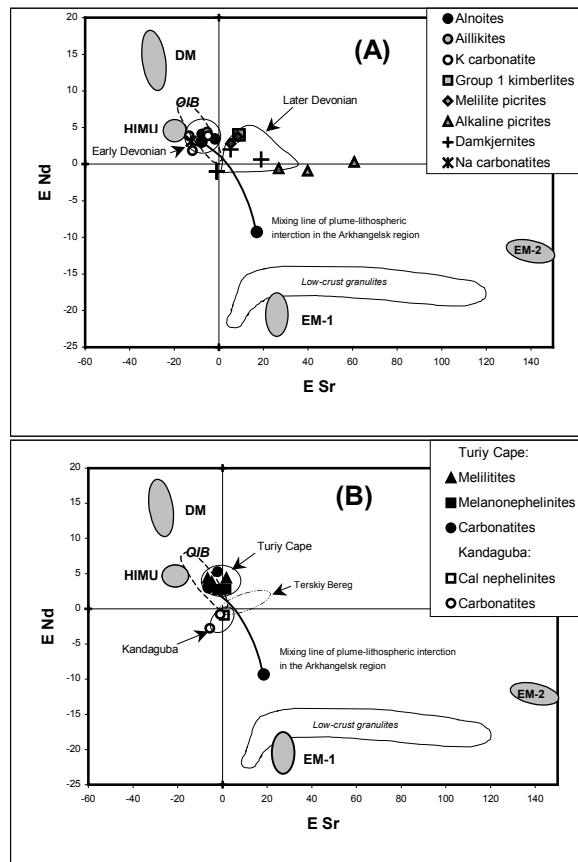 (A)
Alnoites
Aillikites
K carbonatite
Group 1 kimberlites
Melilite picrites
Alkaline picrites
Damkjernites
Na carbonatites
E Nd
20
15
10
5
0
-5
-10
-15
-20
-25
DM
OIB
HIMU
Early Devonian
Later Devonian
Mixing line of plume-lithospheric
interction in the Arkhangelsk region
EM-2
Low-crust granulites
EM-1
-60 -40 -20 0 20 40 60 80 100 120 140
E Sr
(B)
Turiy Cape:
Melilitites
Melanonephelinites
Carbonatites
Kandaguba:
Cal nephelinites
Carbonatites
E Nd
20
15
10
5
0
-5
-10
-15
-20
-25
DM
OIB
HIMU
Turiy Cape
Terskiy Bereg
Kandaguba
Mixing line of plume-lithospheric interction
in the Arkhangelsk region
EM-2
Low-crust granulites
EM-1
-60 -40 -20 0 20 40 60 80 100 120 140
E Sr